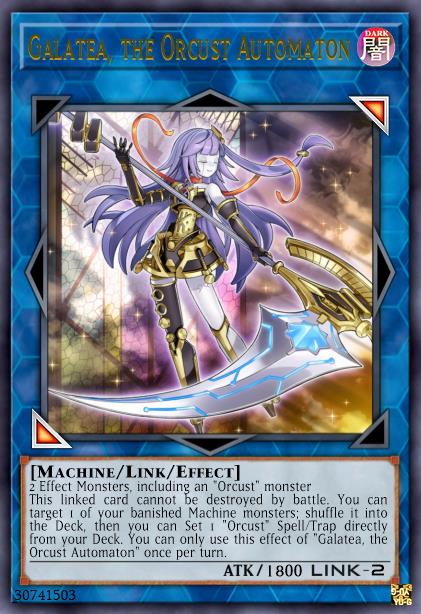 Galatea, the Orcust Automaton
DARK
闇
[Machine/Link/Effect]
2 Effect Monsters, including an "Orcust" monster
This linked card cannot be destroyed by battle. You can
target 1 of your banished Machine monsters; shuffle it into
the Deck, then you can Set 1 "Orcust" Spell/Trap directly
from your Deck. You can only use this effect of "Galatea, the
Orcust Automaton" once per turn.
ATK/1800 LINK-2
30741503